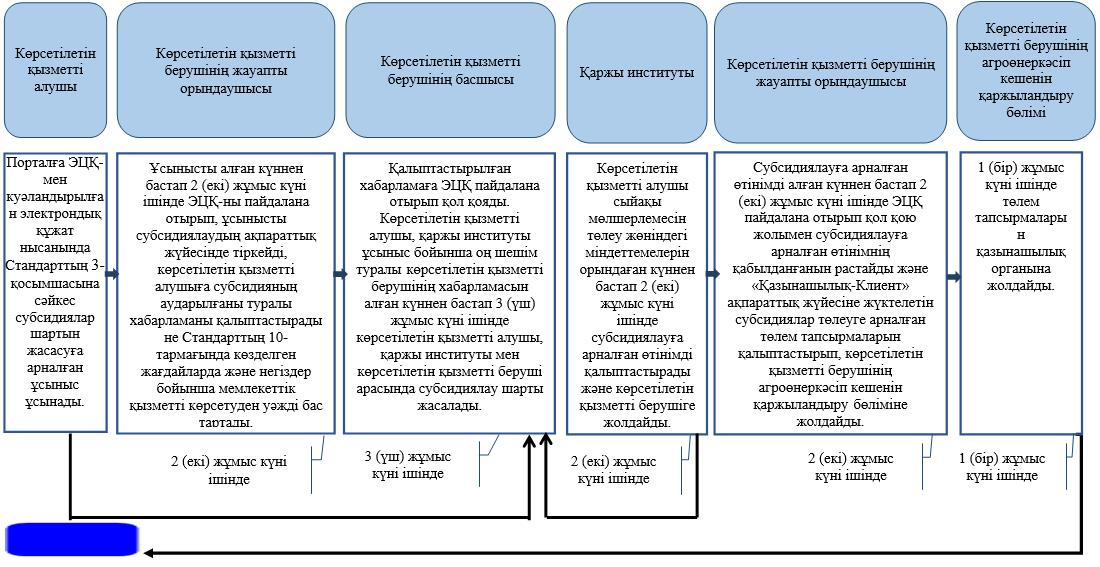 Көрсетілетін
қызметті
алушы
Көрсетілетін қызметті
берушінің жауапты
орындаушысы
Көрсетілетін қызметті
берушінің басшысы
Қаржы институты
Көрсетілетін қызметті берушінің
жауапты орындаушысы
Көрсетілетін
қызметті берушінің
агроөнеркәсіп
кешенін
қаржыландыру
бөлімі
Порталға ЭЦҚ-
мен
куәландырылға
н электрондық
құжат
нысанында
Стандарттың 3-
қосымшасына
сәйкес
субсидиялар
шартын
жасасуға
арналған
ұсыныс
ұсынады.
Ұсынысты алған күннен
бастап 2 (екі) жұмыс күні
ішінде ЭЦҚ-ны пайдалана
отырып, ұсынысты
субсидиялаудың ақпараттық
жүйесінде тіркейді,
көрсетілетін қызметті
алушыға субсидияның
аударылғаны туралы
хабарламаны қалыптастырады
не Стандарттың 10-
тармағында көзделген
жағдайларда және негіздер
бойынша мемлекеттік
қызметті көрсетуден уәжді бас
тартады.
Қалыптастырылған
хабарламаға ЭЦҚ пайдалана
отырып қол қояды.
Көрсетілетін қызметті
алушы, қаржы институты
ұсыныс бойынша оң шешім
туралы көрсетілетін қызметті
берушінің хабарламасын
алған күннен бастап 3 (үш)
жұмыс күні ішінде
көрсетілетін қызметті алушы,
қаржы институты мен
көрсетілетін қызметті беруші
арасында субсидиялау шарты
жасалады.
Көрсетілетін
қызметті алушы
сыйақы
мөлшерлемесін
төлеу жөніндегі
міндеттемелерін
орындаған күннен
бастап 2 (екі)
жұмыс күні
ішінде
субсидиялауға
арналған өтінімді
қалыптастырады
және көрсетілетін
қызметті берушіге
жолдайды.
Субсидиялауға арналған
өтінімді алған күннен бастап 2
(екі) жұмыс күні ішінде ЭЦҚ
пайдалана отырып қол қою
жолымен субсидиялауға
арналған өтінімнің
қабылданғанын растайды және
«Қазынашылық-Клиент»
ақпараттық жүйесіне жүктелетін
субсидиялар төлеуге арналған
төлем тапсырмаларын
қалыптастырып, көрсетілетін
қызметті берушінің
агроөнеркәсіп кешенін
қаржыландыру бөліміне
жолдайды.
1 (бір) жұмыс
күні ішінде
төлем
тапсырмалары
н
қазынашылық
органына
жолдайды.
2 (екі) жұмыс күні
ішінде
3 (үш) жұмыс
күні ішінде
2 (екі) жұмыс
күні ішінде
2 (екі) жұмыс
күні ішінде
1 (бір) жұмыс
күні ішінде